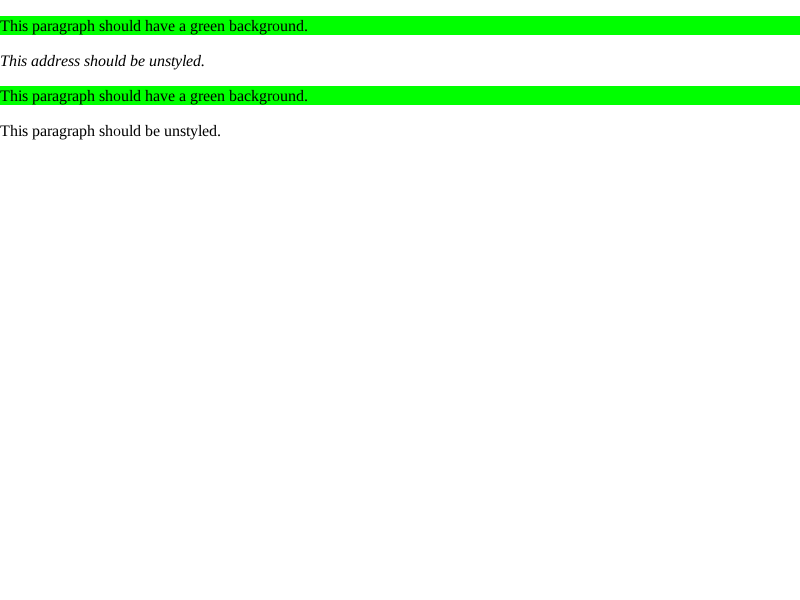 This paragraph should have a green background.
This address should be unstyled.
This paragraph should have a green background.
This paragraph should be unstyled.